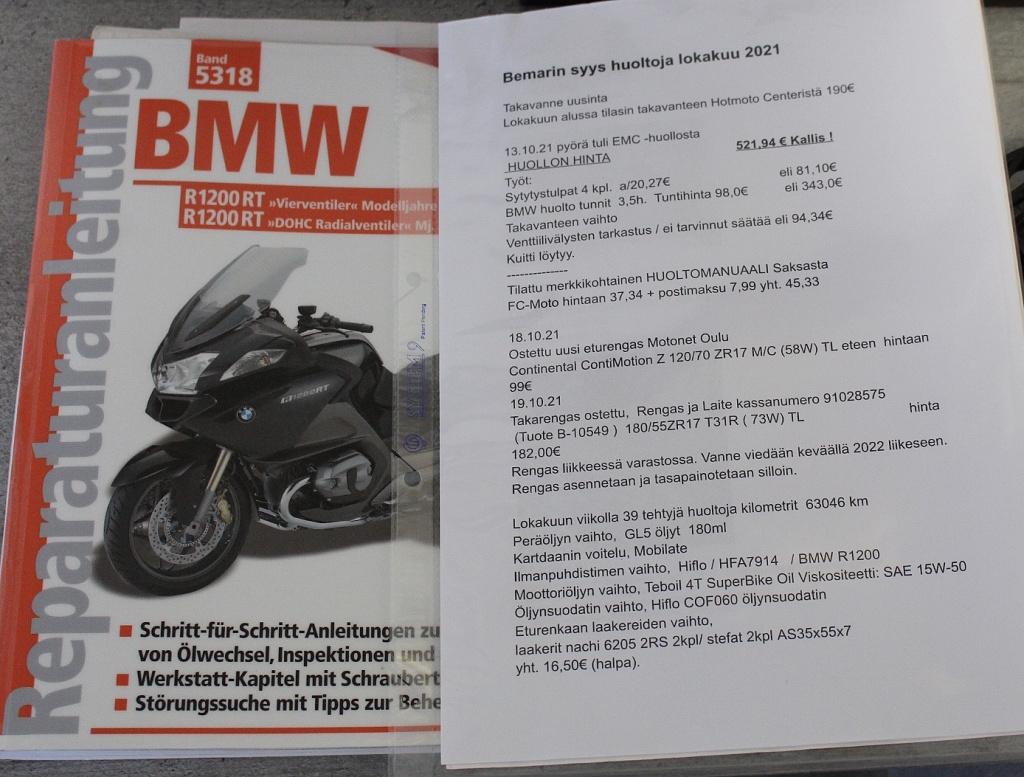 Reparaturanleitung
Band
5318
BMW
R1200RT »Vierventiler« Modelljahre
R1200RT »DOHC Radialventiler« Mj.
R1200RT
Patent Pending
Schritt-für-Schritt-Anleitungen zu
von Ölwechsel, Inspektionen und
Werkstatt-Kapitel mit Schraubert
Störungssuche mit Tipps zur Behe
Bemarin syys huoltoja lokakuu 2021
Takavanne uusinta
Lokakuun alussa tilasin takavanteen Hotmoto Centeristä 190€
13.10.21 pyörä tuli EMC -huollosta
HUOLLON HINTA 521,94 € Kallis !
Työt:
Sytytystulpat 4 kpl. a/20,27€ eli 81,10€
BMW huolto tunnit 3,5h. Tuntihinta 98,0€ eli 343,0€
Takavanteen vaihto
Venttiilivälysten tarkastus / ei tarvinnut säätää eli 94,34€
Kuitti löytyy.
--------------
Tilattu merkkikohtainen HUOLTOMANUAALI Saksasta
FC-Moto hintaan 37,34 + postimaksu 7,99 yht. 45,33
18.10.21
Ostettu uusi eturengas Motonet Oulu
Continental ContiMotion Z 120/70 ZR17 M/C (58W) TL eteen hintaan
99€
19.10.21
Takarengas ostettu, Rengas ja Laite kassanumero 91028575
(Tuote B-10549 ) 180/55ZR17 T31R ( 73W) TL hinta
182,00€
Rengas liikkeessä varastossa. Vanne viedään keväällä 2022 liikeseen.
Rengas asennetaan ja tasapainotetaan silloin.
Lokakuun viikolla 39 tehtyjä huoltoja kilometrit 63046 km
Peräöljyn vaihto, GL5 öljyt 180ml
Kartdaanin voitelu, Mobilate
Ilmanpuhdistimen vaihto, Hiflo / HFA7914 / BMW R1200
Moottoriöljyn vaihto, Teboil 4T SuperBike Oil Viskositeetti: SAE 15W-50
Öljynsuodatin vaihto, Hiflo COF060 öljynsuodatin
Eturenkaan laakereiden vaihto,
laakerit nachi 6205 2RS 2kpl/ stefat 2kpl AS35x55x7
yht. 16,50€ (halpa).